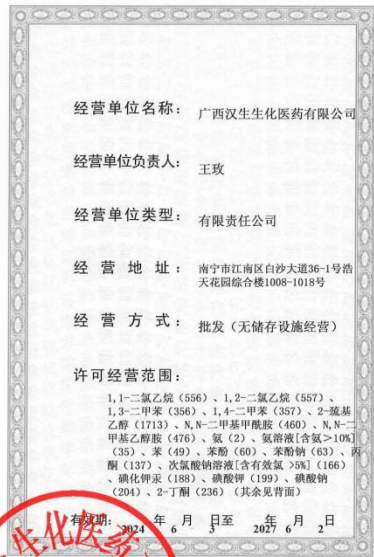 经营单位名称： 广西汉生生化医药有限公司
经营单位负责人： 王玫
经营单位类型： 有限责任公司
经营地址： 南宁市江南区白沙大道36-1号浩
天花园综合楼1008-1018号
经营方式： 批发（无储存设施经营）
许可经营范围：
1,1-二氯乙烷（556）、1,2-二氯乙烷（557）、
1,3-二甲苯（356）、1,4-二甲苯（357）、2-巯基
乙醇（1713）、N,N-二甲基甲酰胺（460）、N,N-二
甲基乙醇胺（476）、氨（2）、氨溶液[含氨＞10%]
（35）、苯（49）、苯酚（60）、苯酚钠（63）、丙
酮（137）、次氯酸钠溶液[含有效氯 >5%]（166）
、碘化钾汞（188）、碘酸钾（199）、碘酸钠
（204）、2-丁酮（236）（其余见背面）
有效期： 2024 年 6 月 3 日至 2027 年 6 月 2 日
生化医药